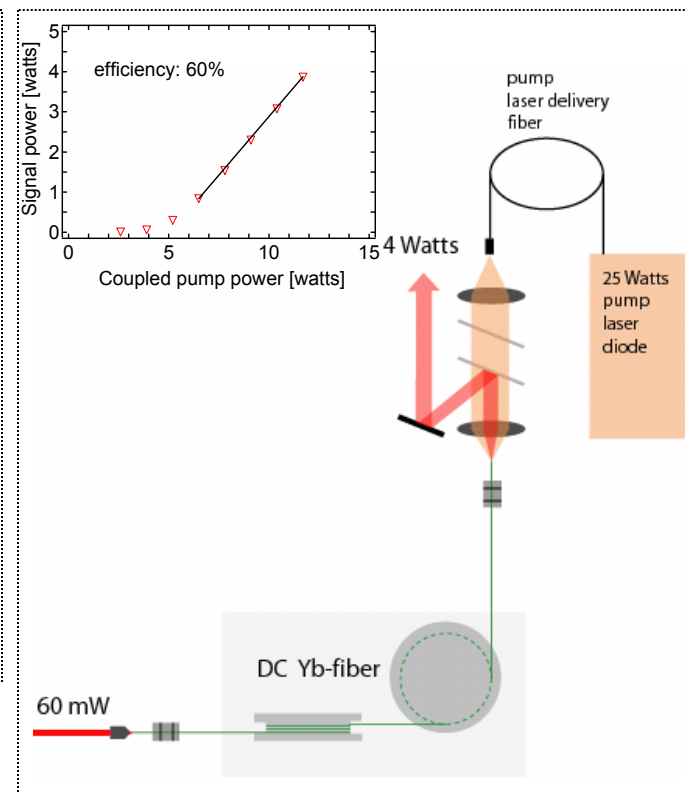 5
4
3
2
1
0
Signal power [watts]
efficiency: 60%
0
5
10
15
Coupled pump power [watts]
pump
laser delivery
fiber
4 Watts
25 Watts
pump
laser
diode
DC Yb-fiber
60 mW